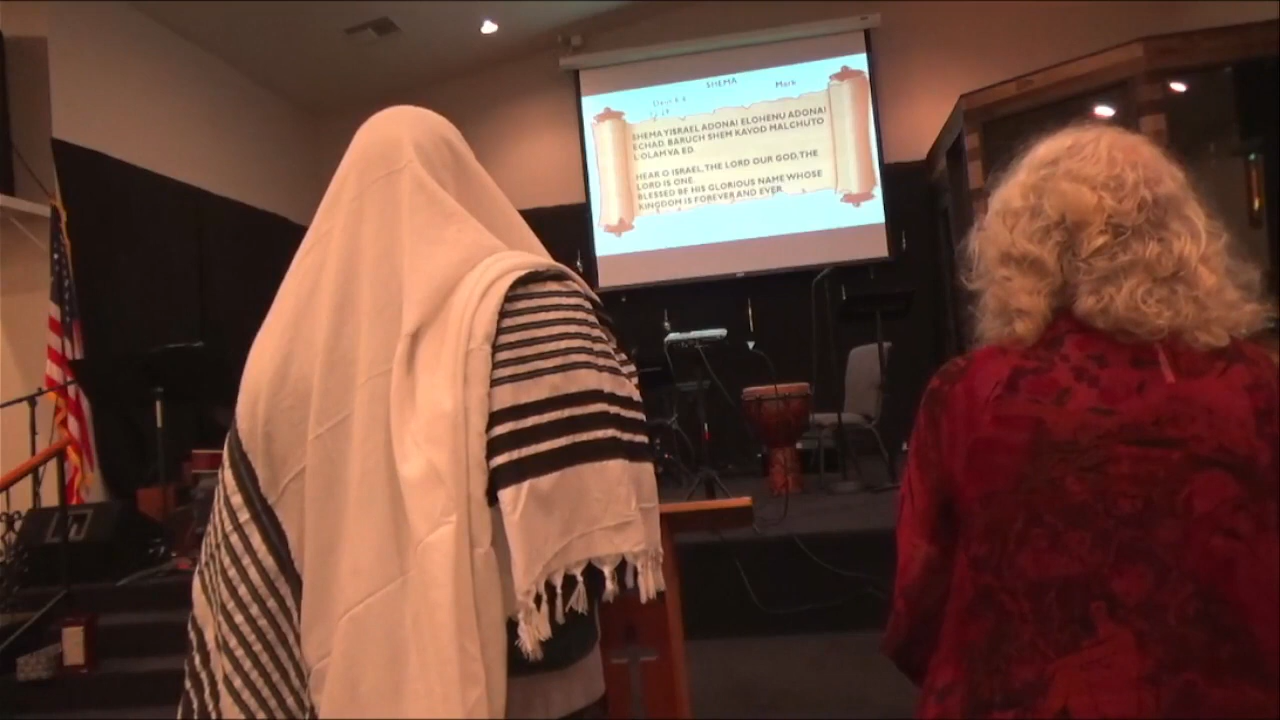 SHEMA
Mark
SHEMA YISRAEL ADONAI ELOHENU ADONAI
ECHAD. BARUCH SHEM KAVOD MALCHUTO
L'OLAM VA ED.
HEAR O ISRAEL, THE LORD OUR GOD, THE
LORD IS ONE.
BLESSED BE HIS GLORIOUS NAME WHOSE
KINGDOM IS FOREVER AND EVER